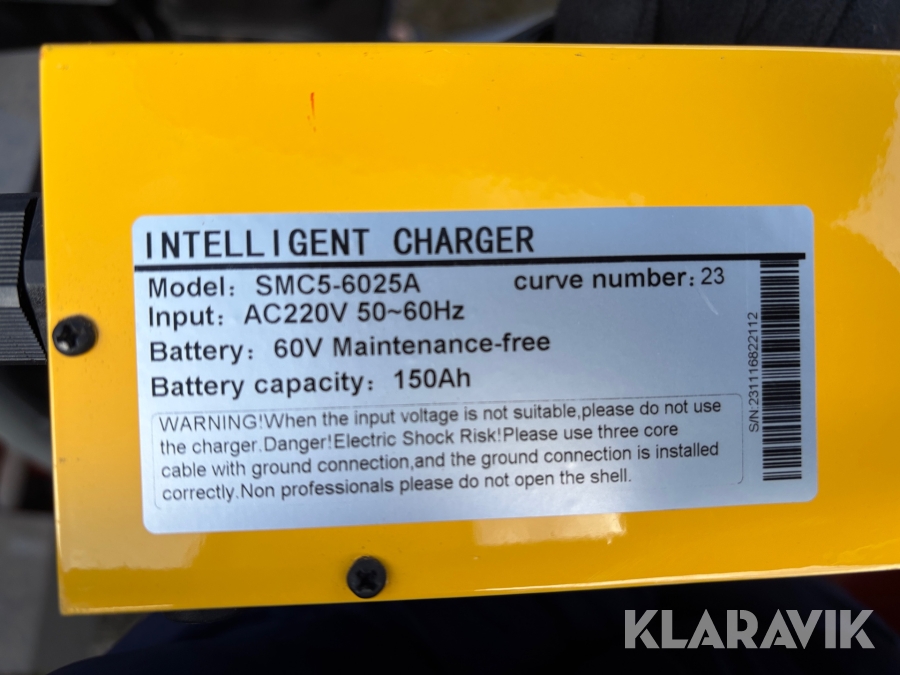 INTELLIGENT CHARGER
Model: SMC5-6025A curve number: 23
Input: AC220V 50~60Hz
Battery: 60V Maintenance-free
Battery capacity: 150Ah
WARNING!When the input voltage is not suitable,please do not use
the charger.Danger!Electric Shock Risk!Please use three core
cable with ground connection,and the ground connection is installed
correctly.Non professionals please do not open the shell.
S/N:231116822112
KLARAVIK